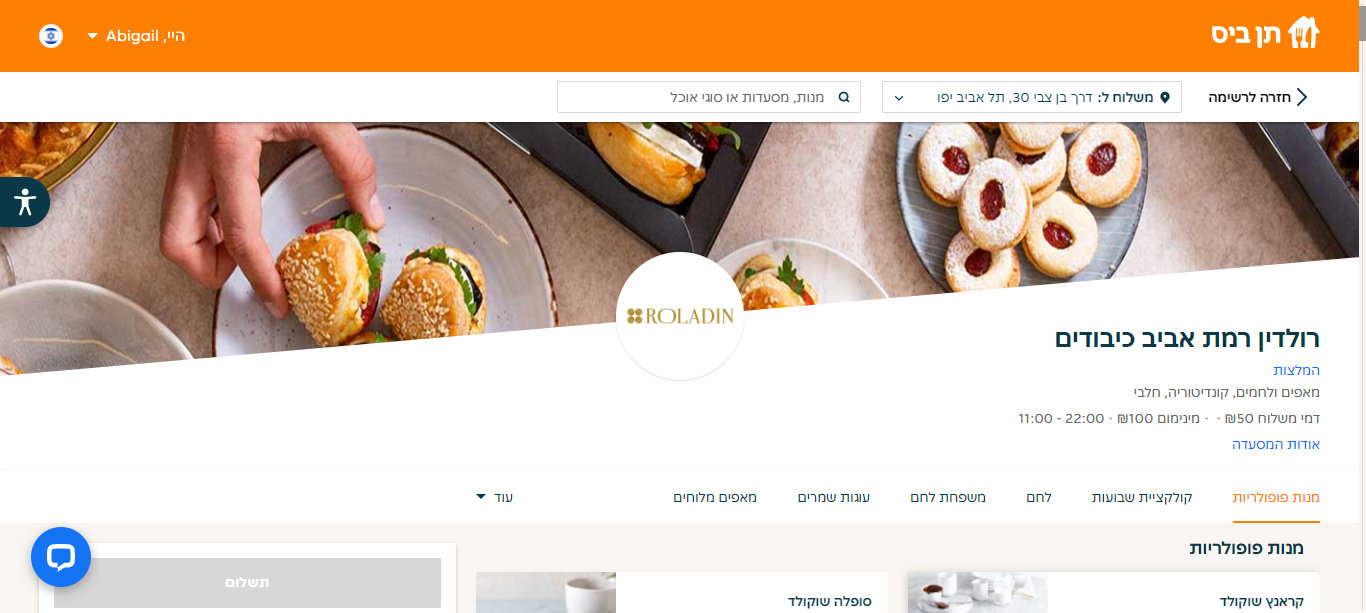 תן ביס
היי, Abigail
חזרה לרשימה
משלוח ל: דרך בן צבי 30, תל אביב יפו
מנות, מסעדות או סוגי אוכל
ROLADIN
רולדין רמת אביב כיבודים
המלצות
מאפים ולחמים, קונדיטוריה, חלבי
דמי משלוח ₪50 · · מינימום ₪100 · 22:00 - 11:00
אודות המסעדה
מנות פופולריות
קולקציית שבועות
לחם
משפחת לחם
עוגות שמרים
מאפים מלוחים
עוד
מנות פופולריות
קראנץ שוקולד
סופלה שוקולד
תשלום